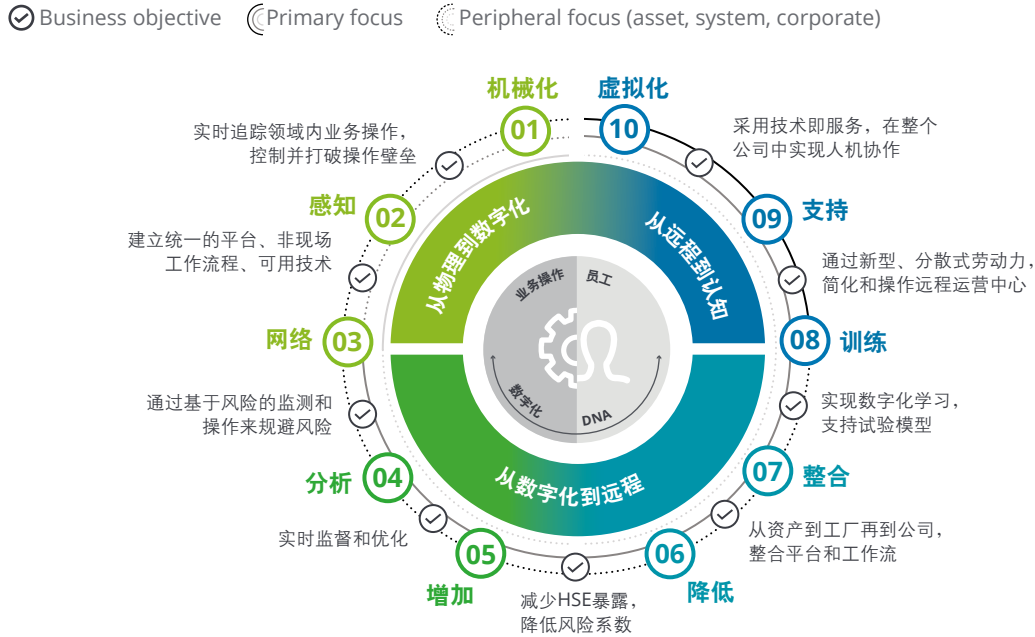 Business objective
Primary focus
Peripheral focus (asset, system, corporate)
机械化
01
实时追踪领域内业务操作，
控制并打破操作壁垒
感知
02
建立统一的平台、非现场
工作流程、可用技术
网络
03
通过基于风险的监测和
操作来规避风险
分析
04
实时监督和优化
05
增加
减少HSE暴露，
降低风险系数
06
降低
从资产到工厂再到公司，
整合平台和工作流
07
整合
实现数字化学习，
支持试验模型
08
训练
通过新型、分散式劳动力，
简化和操作远程运营中心
09
支持
采用技术即服务，在整个
公司中实现人机协作
虚拟化
10
从物理到数字化
从数字化到远程
从远程到认知
业务操作
员工
数字化
DNA